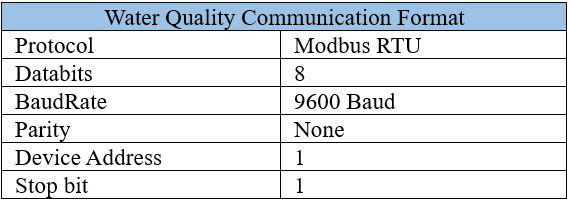 Water Quality Communication Format
Protocol Modbus RTU
Databits 8
BaudRate 9600 Baud
Parity None
Device Address 1
Stop bit 1